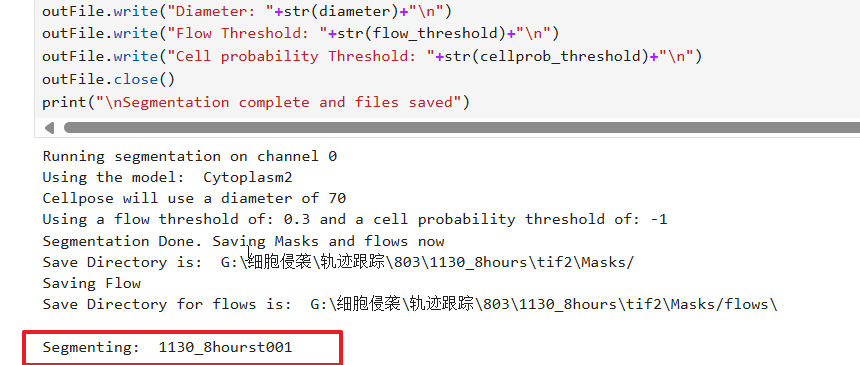 outFile.write("Diameter: "+str(diameter)+"\n")
outFile.write("Flow Threshold: "+str(flow_threshold)+"\n")
outFile.write("Cell probability Threshold: "+str(cellprob_threshold)+"\n")
outFile.close()
print("\nSegmentation complete and files saved")
Running segmentation on channel 0
Using the model:  Cytoplasm2
Cellpose will use a diameter of 70
Using a flow threshold of: 0.3 and a cell probability threshold of: -1
Segmentation Done. Saving Masks and flows now
Save Directory is:  G:\细胞侵袭\轨迹跟踪\803\1130_8hours\tif2\Masks/
Saving Flow
Save Directory for flows is:  G:\细胞侵袭\轨迹跟踪\803\1130_8hours\tif2\Masks/flows\
Segmenting:  1130_8hourst001